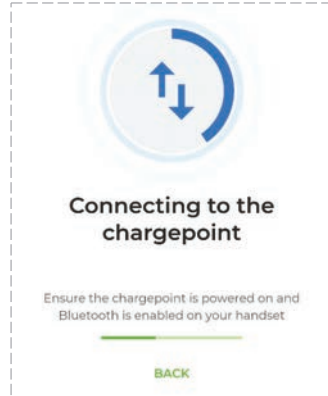 Connecting to the
chargepoint
Ensure the chargepoint is powered on and
Bluetooth is enabled on your handset
BACK